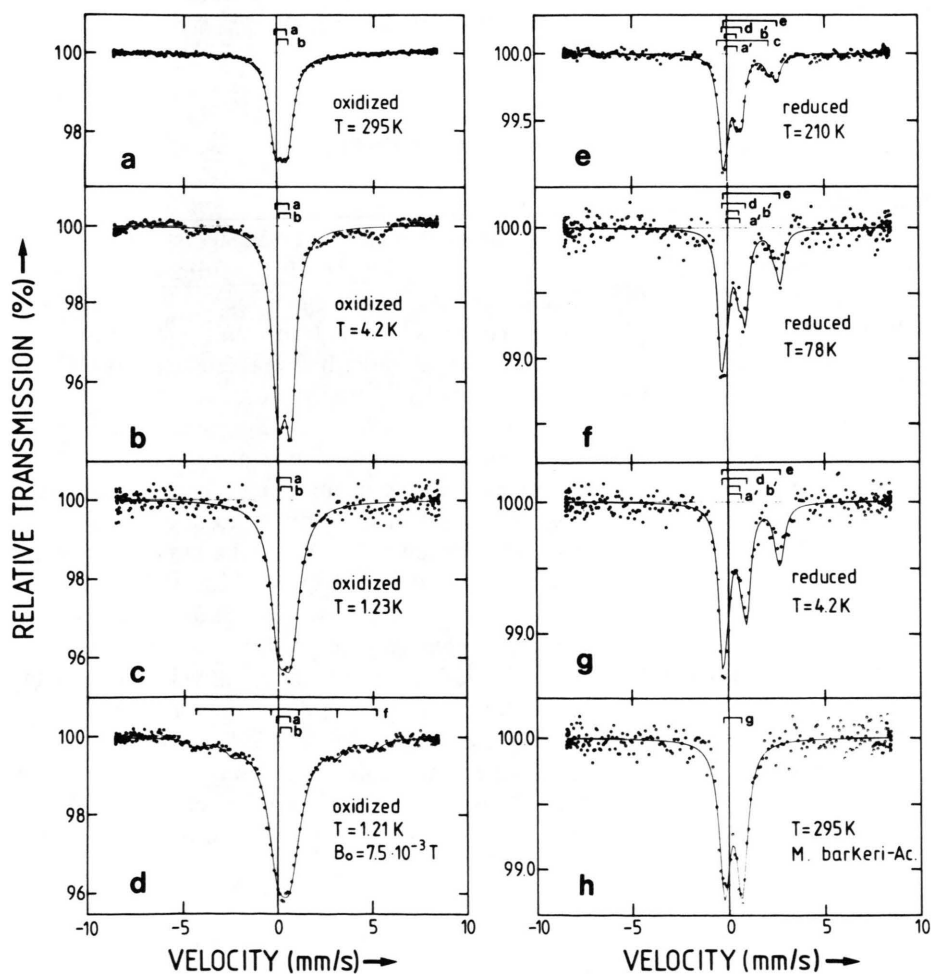 RELATIVE TRANSMISSION (%) →
100
98
a
b
oxidized
T = 295 K
a
100
98
96
94
a
b
oxidized
T = 4.2 K
b
100
98
96
a
b
oxidized
T = 1.23 K
c
100
98
96
f
a
b
oxidized
T = 1.21 K
B₀ = 7.5·10⁻³ T
d
-10
-5
0
5
10
VELOCITY (mm/s) →
100.0
99.5
e
d
b'
c
a'
reduced
T = 210 K
e
100.0
99.0
e
d
b'
a'
reduced
T = 78 K
f
100.0
99.0
e
d
b'
a'
reduced
T = 4.2 K
g
100.0
99.0
g
T = 295 K
M. barkeri-Ac.
h
-10
-5
0
5
10
VELOCITY (mm/s) →